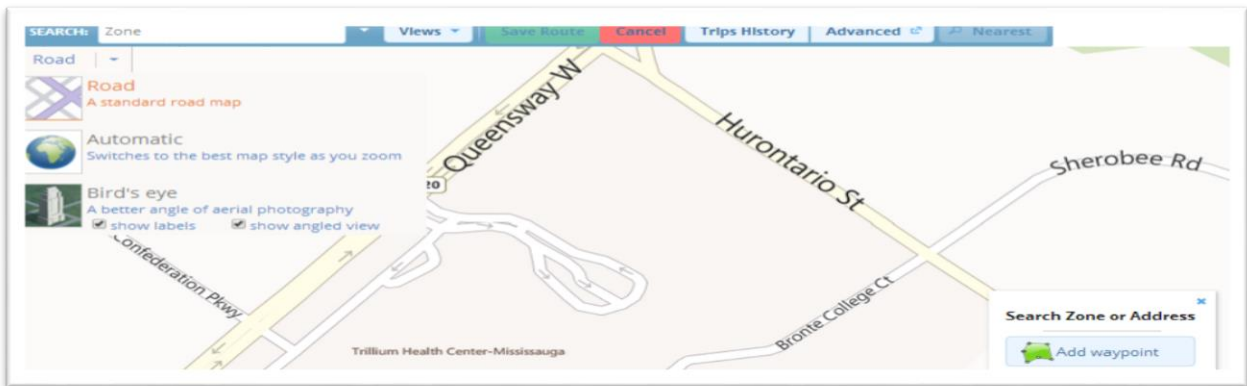 SEARCH: Zone Views Save Route Cancel Trips History Advanced Nearest
Road
Road
A standard road map
Automatic
Switches to the best map style as you zoom
Bird's eye
A better angle of aerial photography
show labels show angled view
Queensway W
20
Hurontario St
Sherobee Rd
Confederation Pkwy
Bronte College Ct
Trillium Health Center-Mississauga
Search Zone or Address
Add waypoint